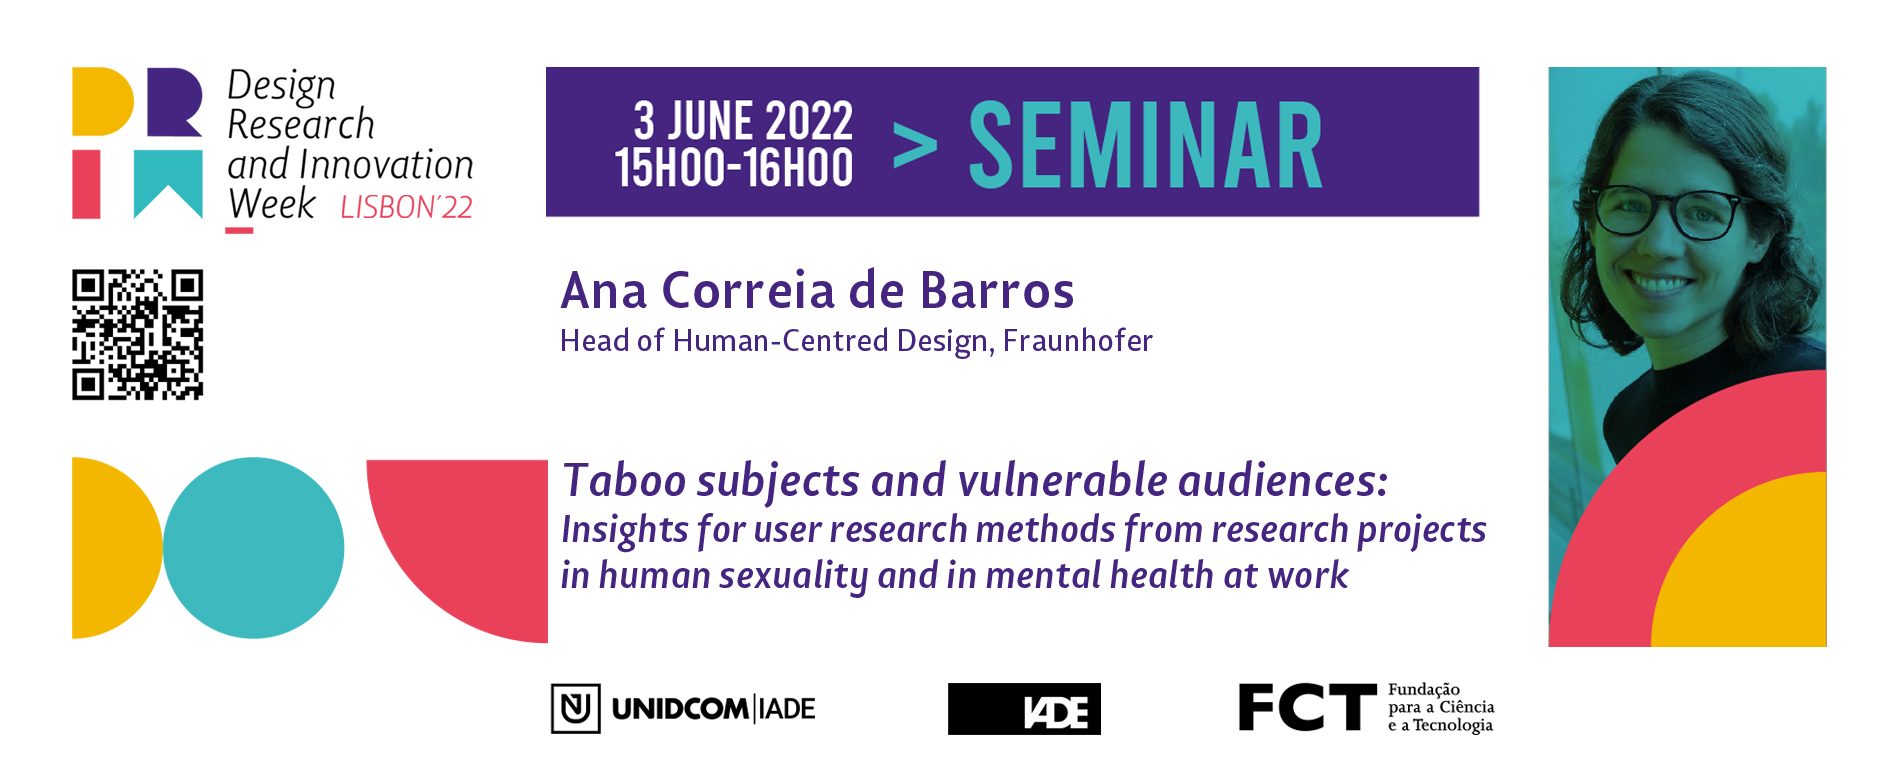 DR
IW
Design
Research
and Innovation
Week LISBON'22
3 JUNE 2022
15H00-16H00
> SEMINAR
Ana Correia de Barros
Head of Human-Centred Design, Fraunhofer
Taboo subjects and vulnerable audiences:
Insights for user research methods from research projects
in human sexuality and in mental health at work
UNIDCOM|IADE
IADE
FCT
Fundação
para a Ciência
e a Tecnologia